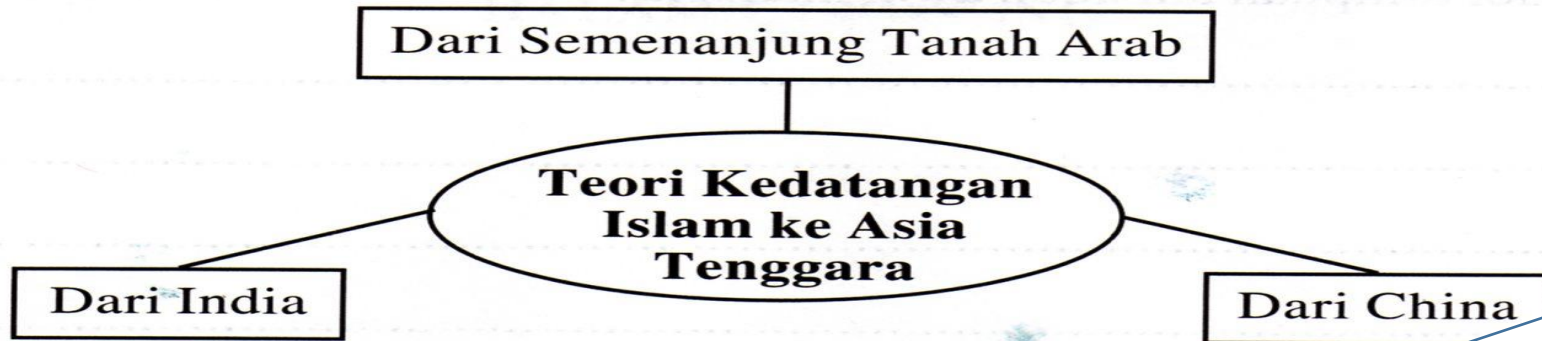 Dari Semenanjung Tanah Arab
Teori Kedatangan
Islam ke Asia
Tenggara
Dari India
Dari China